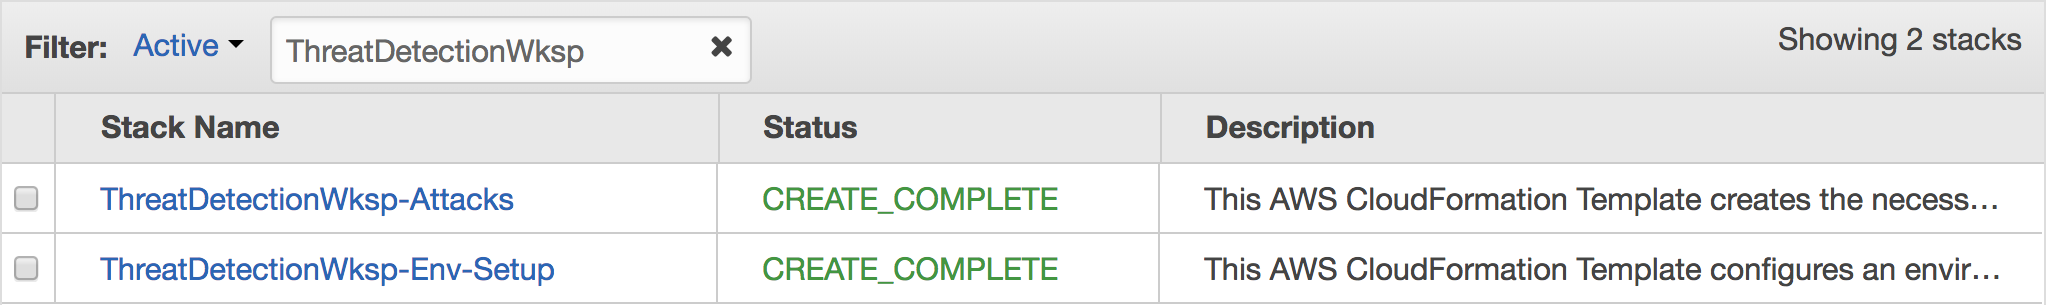 Filter: Active ThreatDetectionWksp ✖ Showing 2 stacks
Stack Name Status Description
ThreatDetectionWksp-Attacks CREATE_COMPLETE This AWS CloudFormation Template creates the necess…
ThreatDetectionWksp-Env-Setup CREATE_COMPLETE This AWS CloudFormation Template configures an envir…